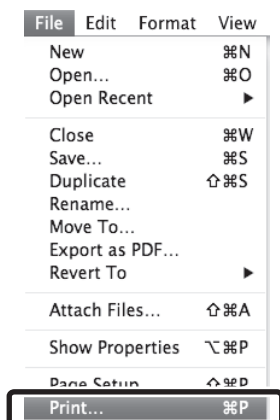 File Edit Format View
New ⌘N
Open... ⌘O
Open Recent ▶
Close ⌘W
Save... ⌘S
Duplicate ⇧⌘S
Rename...
Move To...
Export as PDF...
Revert To ▶
Attach Files... ⇧⌘A
Show Properties ⌥⌘P
Page Setup... ⇧⌘P
Print... ⌘P